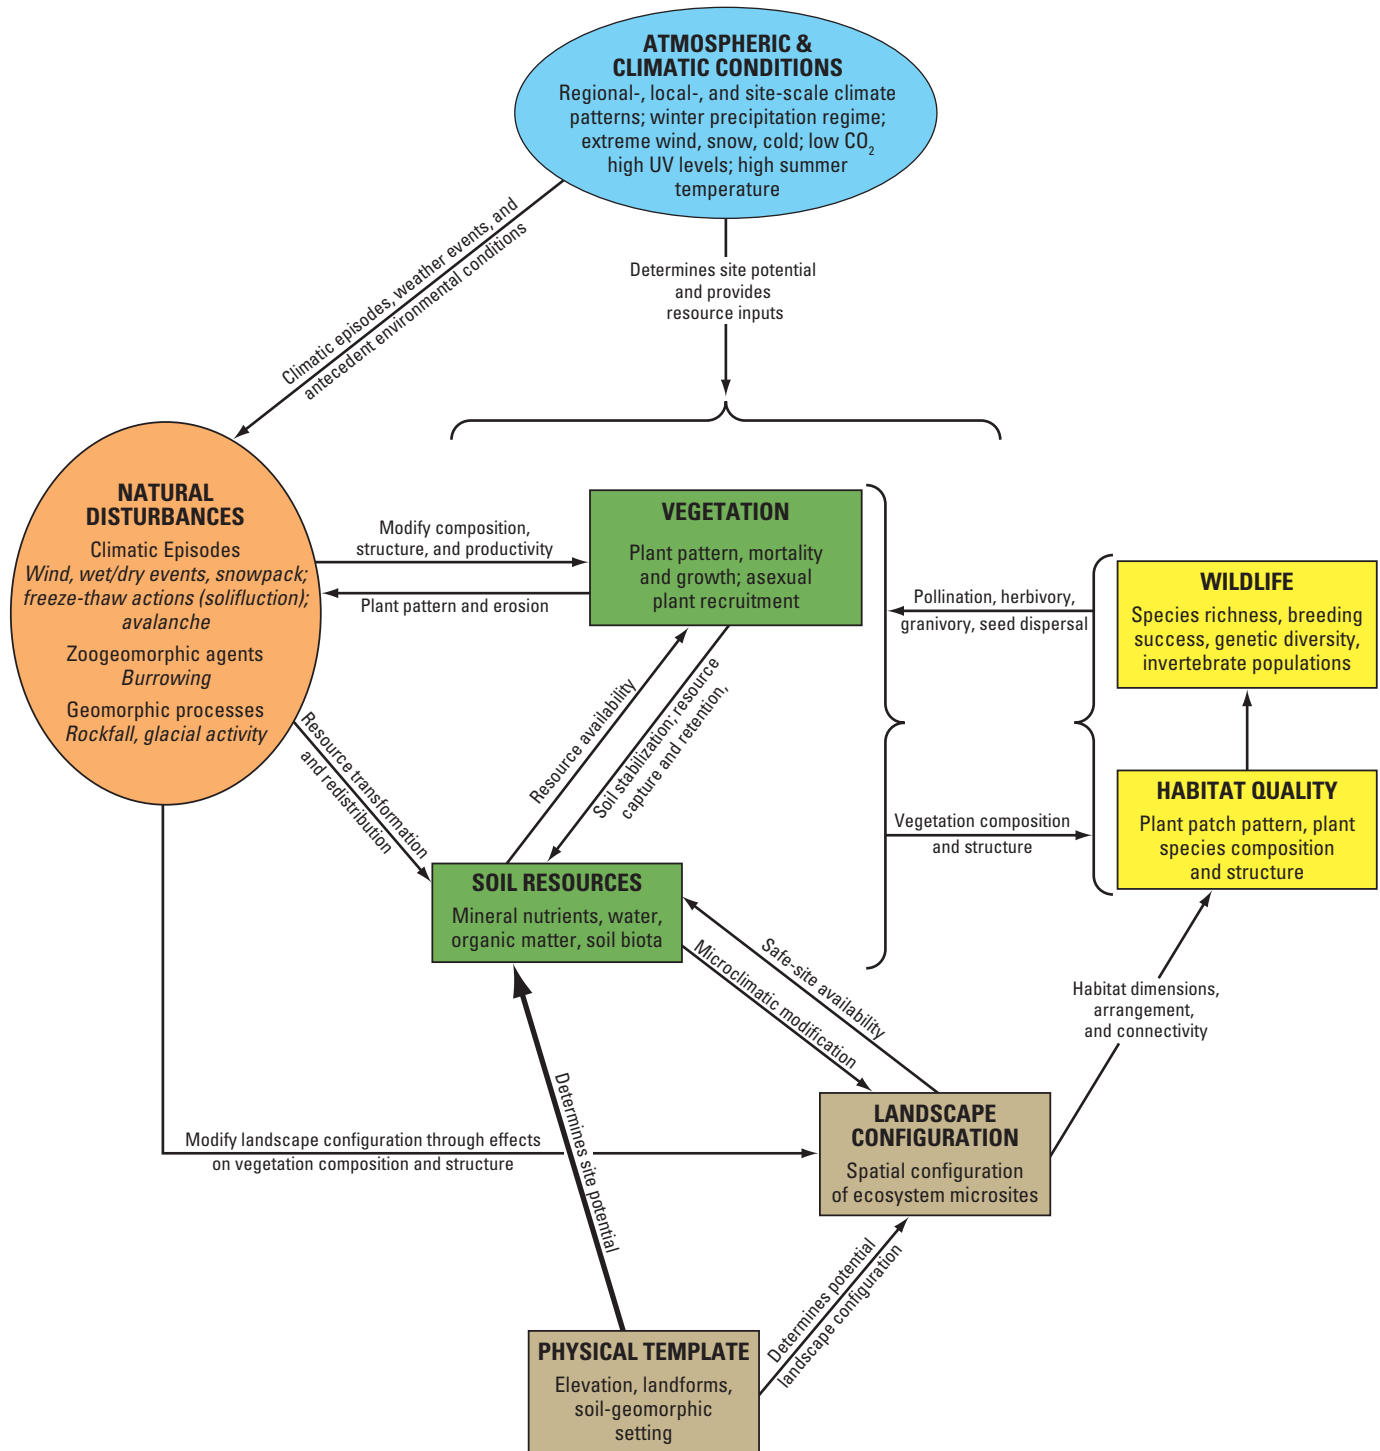 ATMOSPHERIC &
CLIMATIC CONDITIONS
Regional-, local-, and site-scale climate
patterns; winter precipitation regime;
extreme wind, snow, cold; low CO2
high UV levels; high summer
temperature
Climatic episodes, weather events, and
antecedent environmental conditions
Determines site potential
and provides
resource inputs
NATURAL
DISTURBANCES
Climatic Episodes
Wind, wet/dry events, snowpack;
freeze-thaw actions (solifluction);
avalanche
Zoogeomorphic agents
Burrowing
Geomorphic processes
Rockfall, glacial activity
Modify composition,
structure, and productivity
Plant pattern and erosion
VEGETATION
Plant pattern, mortality
and growth; asexual
plant recruitment
Pollination, herbivory,
granivory, seed dispersal
WILDLIFE
Species richness, breeding
success, genetic diversity,
invertebrate populations
Resource transformation
and redistribution
Resource availability
Soil stabilization; resource
capture and retention,
Vegetation composition
and structure
HABITAT QUALITY
Plant patch pattern, plant
species composition
and structure
SOIL RESOURCES
Mineral nutrients, water,
organic matter, soil biota
Safe-site availability
Microclimatic modification
Habitat dimensions,
arrangement,
and connectivity
Determines site potential
Modify landscape configuration through effects
on vegetation composition and structure
LANDSCAPE
CONFIGURATION
Spatial configuration
of ecosystem microsites
Determines potential
landscape configuration
PHYSICAL TEMPLATE
Elevation, landforms,
soil-geomorphic
setting